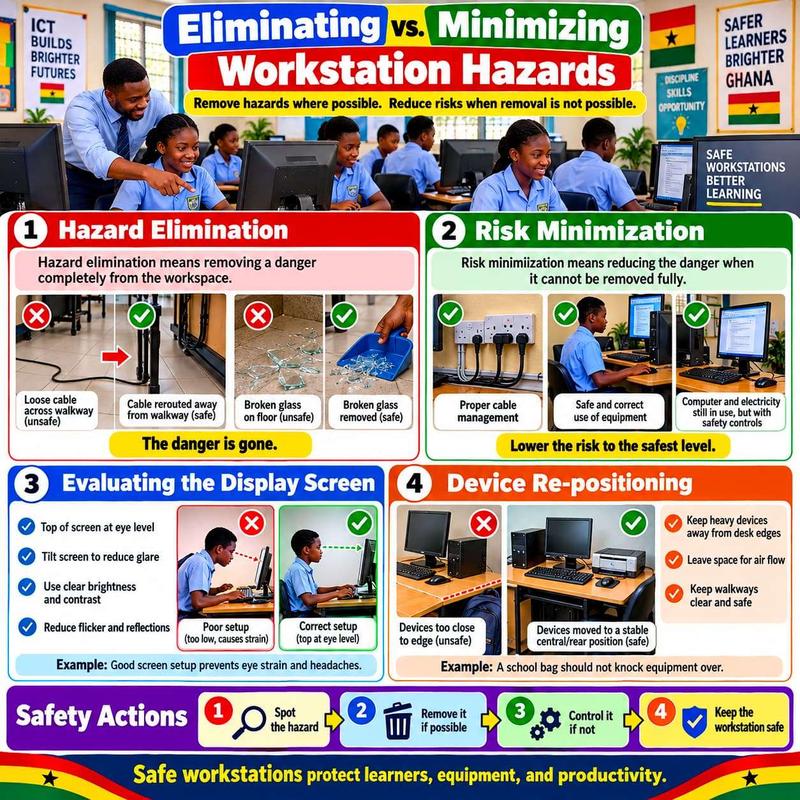 ICT
BUILDS
BRIGHTER
FUTURES
Eliminating vs. Minimizing
Workstation Hazards
Remove hazards where possible. Reduce risks when removal is not possible.
DISCIPLINE
SKILLS
OPPORTUNITY
SAFER
LEARNERS
BRIGHTER
GHANA
SAFE
WORKSTATIONS
BETTER
LEARNING
1 Hazard Elimination
Hazard elimination means removing a danger
completely from the workspace.
Loose cable
across walkway
(unsafe)
Cable rerouted away
from walkway (safe)
Broken glass
on floor (unsafe)
Broken glass
removed (safe)
The danger is gone.
2 Risk Minimization
Risk minimiization means reducing the danger when
it cannot be removed fully.
Proper cable
management
Safe and correct
use of equipment
Computer and electricity
still in use, but with
safety controls
Lower the risk to the safest level.
3 Evaluating the Display Screen
Top of screen at eye level
Tilt screen to reduce glare
Use clear brightness
and contrast
Reduce flicker and reflections
Poor setup
(too low, causes strain)
Correct setup
(top at eye level)
Example: Good screen setup prevents eye strain and headaches.
4 Device Re-positioning
Devices too close
to edge (unsafe)
Devices moved to a stable
central/rear position (safe)
Keep heavy devices
away from desk edges
Leave space for air flow
Keep walkways
clear and safe
Example: A school bag should not knock equipment over.
Safety Actions
1 Spot
the hazard
2 Remove it
if possible
3 Control it
if not
4 Keep the
workstation safe
Safe workstations protect learners, equipment, and productivity.